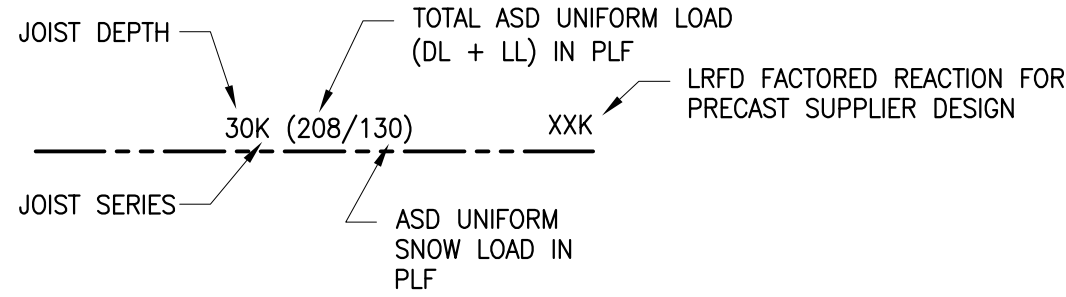 JOIST DEPTH
TOTAL ASD UNIFORM LOAD
(DL + LL) IN PLF
LRFD FACTORED REACTION FOR
PRECAST SUPPLIER DESIGN
30K (208/130)
XXK
JOIST SERIES
ASD UNIFORM
SNOW LOAD IN
PLF